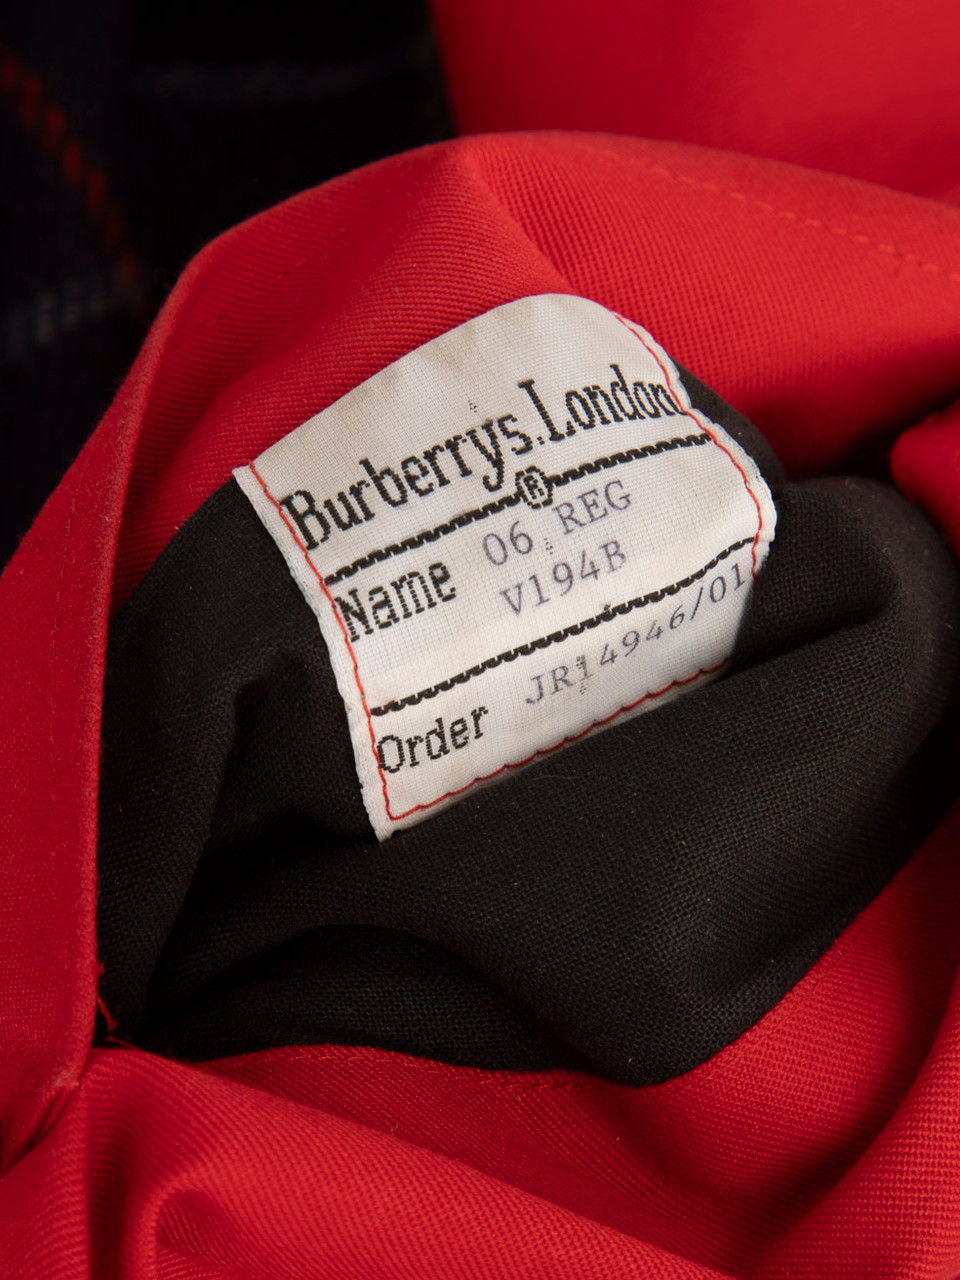 Burberrys.London
®
Name 06 REG
V194B
Order JR14946/01